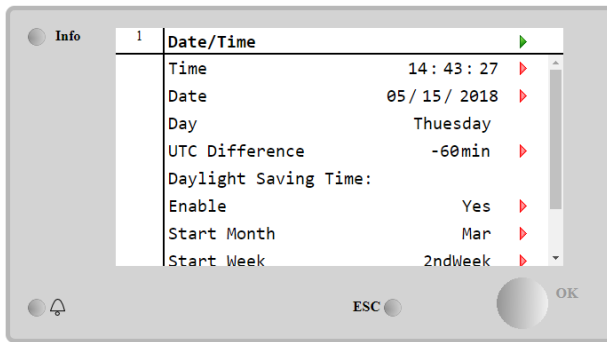 Info
1 Date/Time
Time 14:43:27
Date 05/15/2018
Day Thuesday
UTC Difference -60min
Daylight Saving Time:
Enable Yes
Start Month Mar
Start Week 2ndWeek
ESC
OK